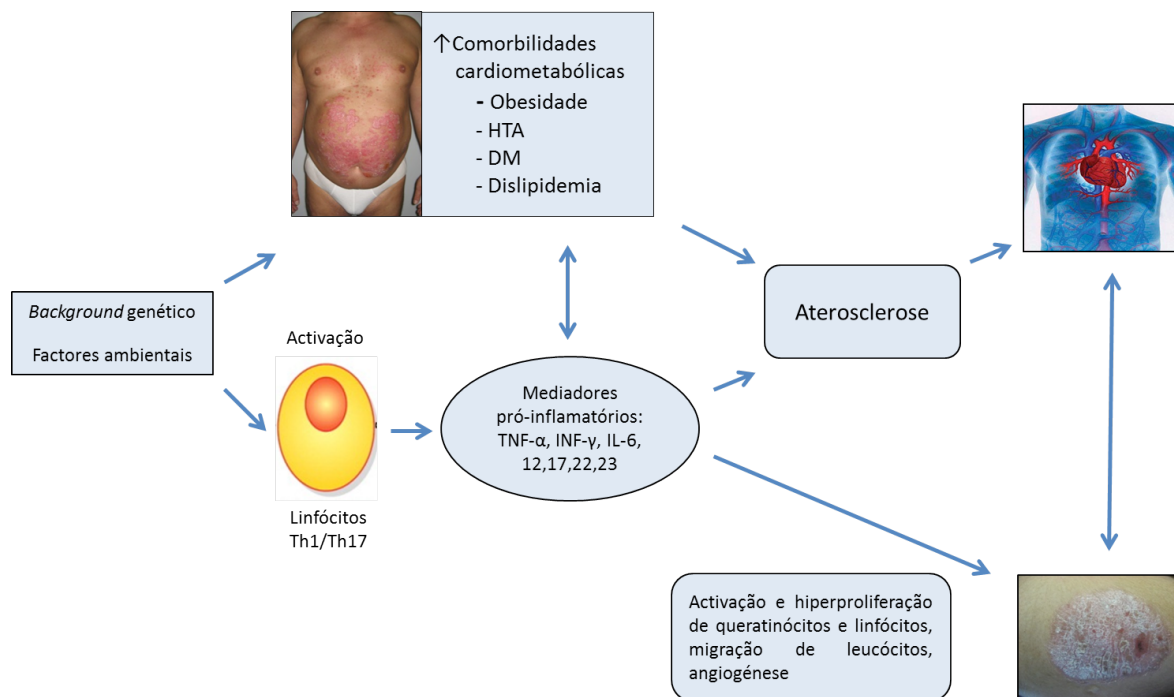 ↑Comorbilidades
cardiometabólicas
- Obesidade
- HTA
- DM
- Dislipidemia
Background genético
Factores ambientais
Activação
Linfócitos
Th1/Th17
Mediadores
pró-inflamatórios:
TNF-α, INF-γ, IL-6,
12,17,22,23
Aterosclerose
Activação e hiperproliferação
de queratinócitos e linfócitos,
migração de leucócitos,
angiogénese